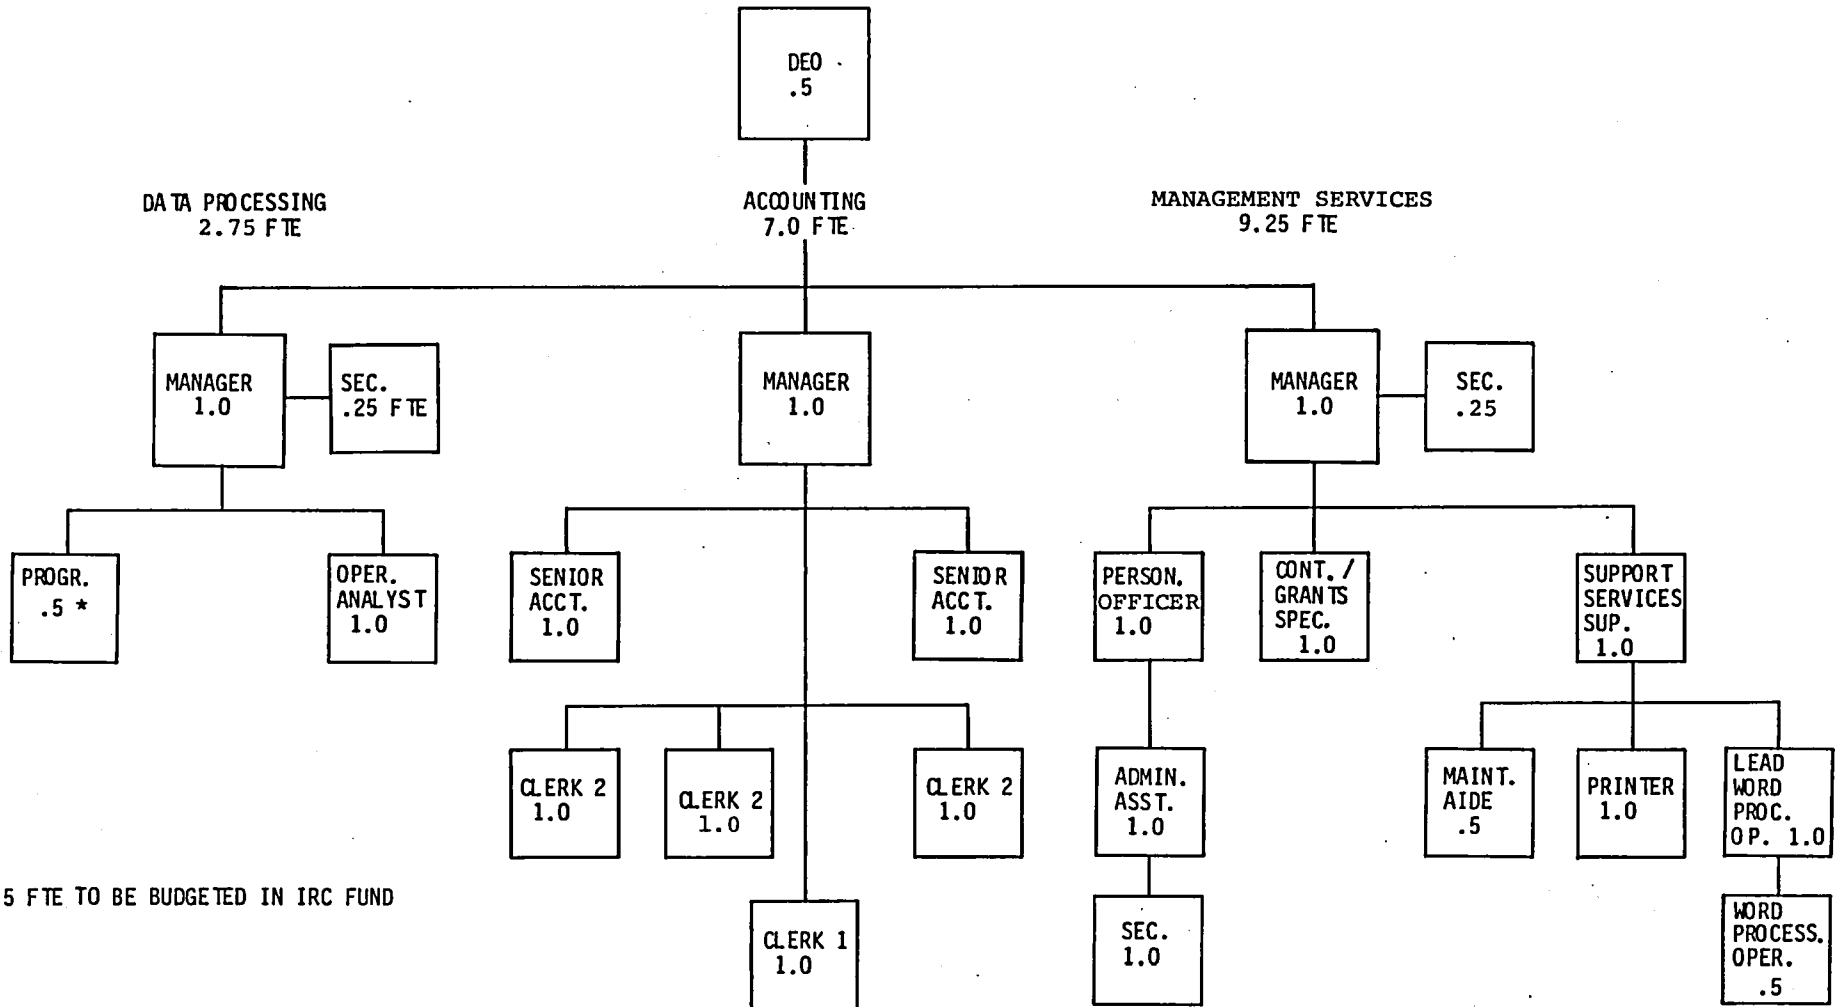 DEO
.5
DATA PROCESSING
2.75 FTE
ACCOUNTING
7.0 FTE
MANAGEMENT SERVICES
9.25 FTE
MANAGER
1.0
SEC.
.25 FTE
MANAGER
1.0
MANAGER
1.0
SEC.
.25
PROGR.
.5 *
OPER.
ANALYST
1.0
SENIOR
ACCT.
1.0
SENIOR
ACCT.
1.0
PERSON.
OFFICER
1.0
CONT./
GRANTS
SPEC.
1.0
SUPPORT
SERVICES
SUP.
1.0
CLERK 2
1.0
CLERK 2
1.0
CLERK 2
1.0
ADMIN.
ASST.
1.0
MAINT.
AIDE
.5
PRINTER
1.0
LEAD
WORD
PROC.
OP. 1.0
5 FTE TO BE BUDGETED IN IRC FUND
CLERK 1
1.0
SEC.
1.0
WORD
PROCESS.
OPER.
.5